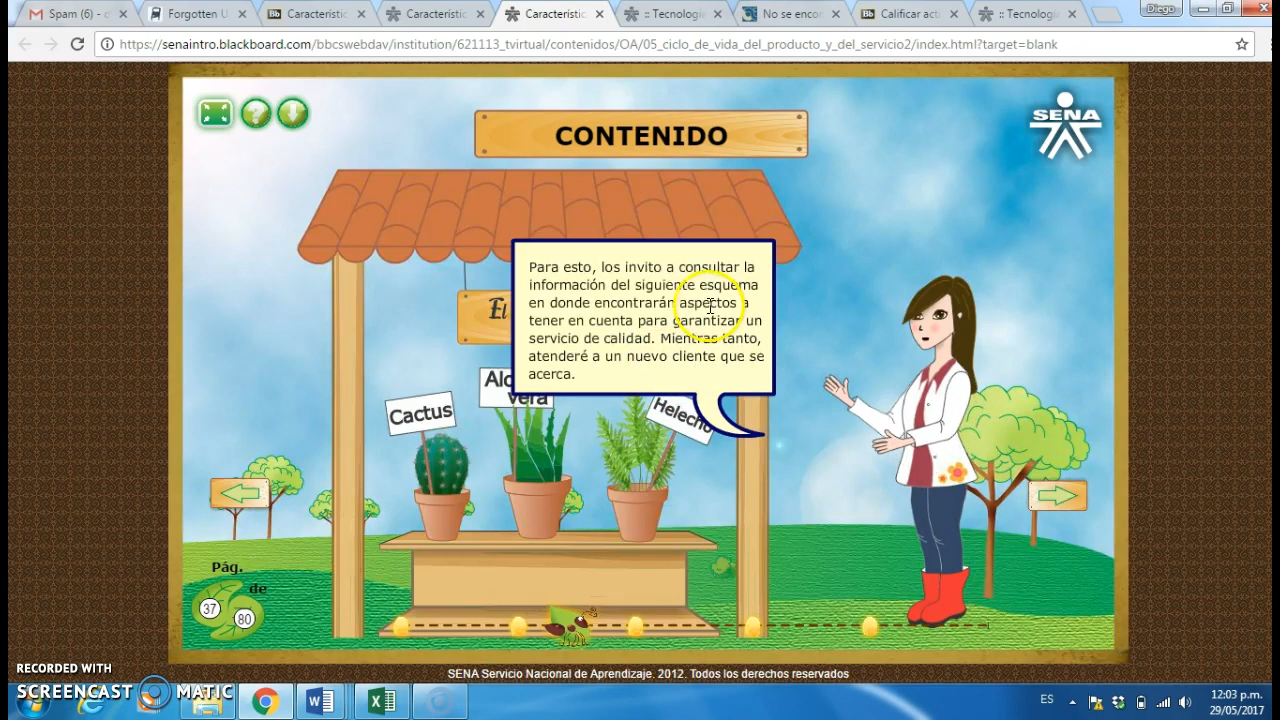 Spam (6) - c
Forgotten U
Característic
Característic
Característic
:: Tecnologí
No se encon
Calificar acti
:: Tecnologí
Diego
https://senaintro.blackboard.com/bbcswebdav/institution/621113_tvirtual/contenidos/OA/05_ciclo_de_vida_del_producto_y_del_servicio2/index.html?target=blank
CONTENIDO
SENA
Para esto, los invito a consultar la
información del siguiente esquema
en donde encontrarán aspectos a
tener en cuenta para garantizar un
servicio de calidad. Mientras tanto,
atenderé a un nuevo cliente que se
acerca.
El
Cactus
vera
Helecho
Pág.
de
37
80
RECORDED WITH
SCREENCAST MATIC
SENA Servicio Nacional de Aprendizaje. 2012. Todos los derechos reservados
ES
12:03 p.m.
29/05/2017